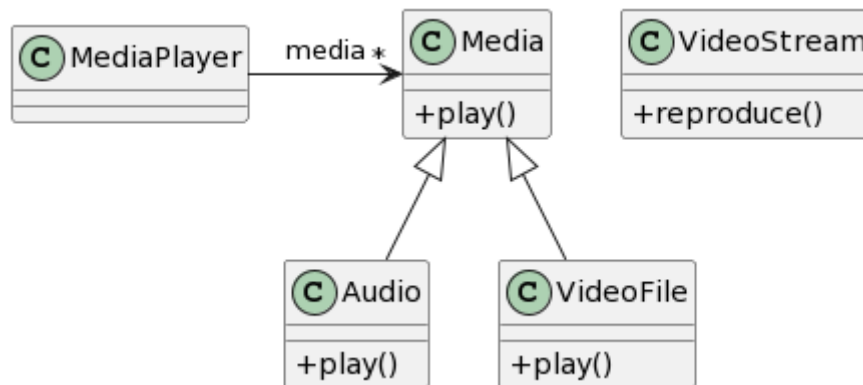 C MediaPlayer
media *
C Media
+play()
C VideoStream
+reproduce()
C Audio
+play()
C VideoFile
+play()